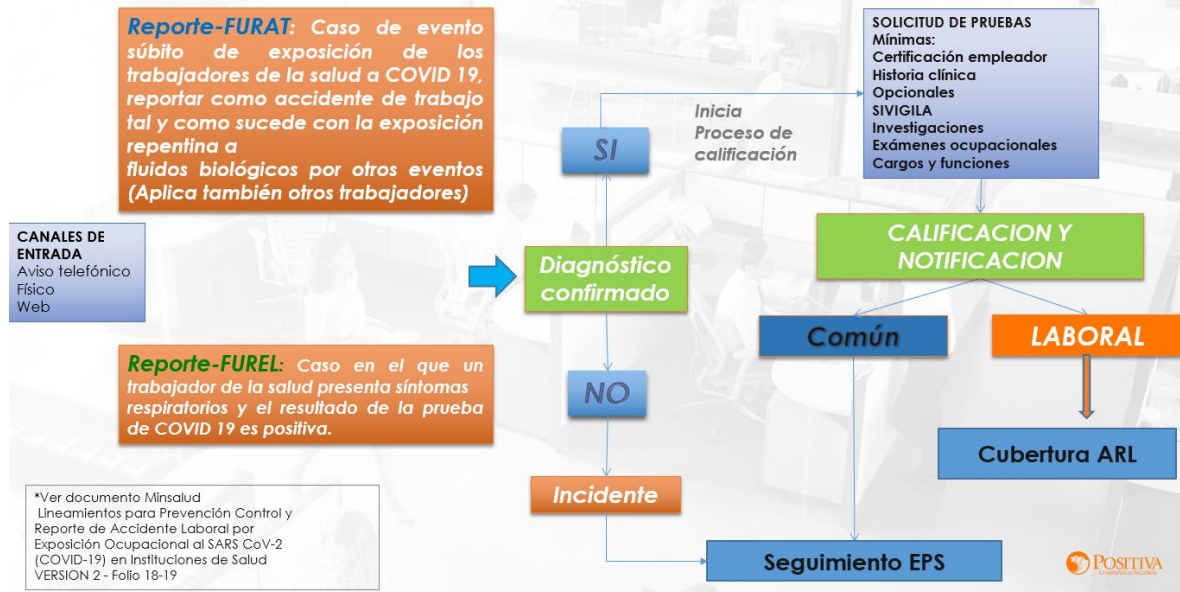 Reporte-FURAT: Caso de evento
súbito de exposición de los
trabajadores de la salud a COVID 19,
reportar como accidente de trabajo
tal y como sucede con la exposición
repentina a
fluidos biológicos por otros eventos
(Aplica también otros trabajadores)
CANALES DE
ENTRADA
Aviso telefónico
Físico
Web
Reporte-FUREL: Caso en el que un
trabajador de la salud presenta síntomas
respiratorios y el resultado de la prueba
de COVID 19 es positiva.
*Ver documento Minsalud
Lineamientos para Prevención Control y
Reporte de Accidente Laboral por
Exposición Ocupacional al SARS CoV-2
(COVID-19) en Instituciones de Salud
VERSION 2 - Folio 18-19
Diagnóstico
confirmado
SI
Inicia
Proceso de
calificación
SOLICITUD DE PRUEBAS
Mínimas:
Certificación empleador
Historia clínica
Opcionales
SIVIGILA
Investigaciones
Exámenes ocupacionales
Cargos y funciones
CALIFICACION Y
NOTIFICACION
Común
LABORAL
Cubertura ARL
NO
Incidente
Seguimiento EPS
POSITIVA
COMPAÑÍA DE SEGUROS